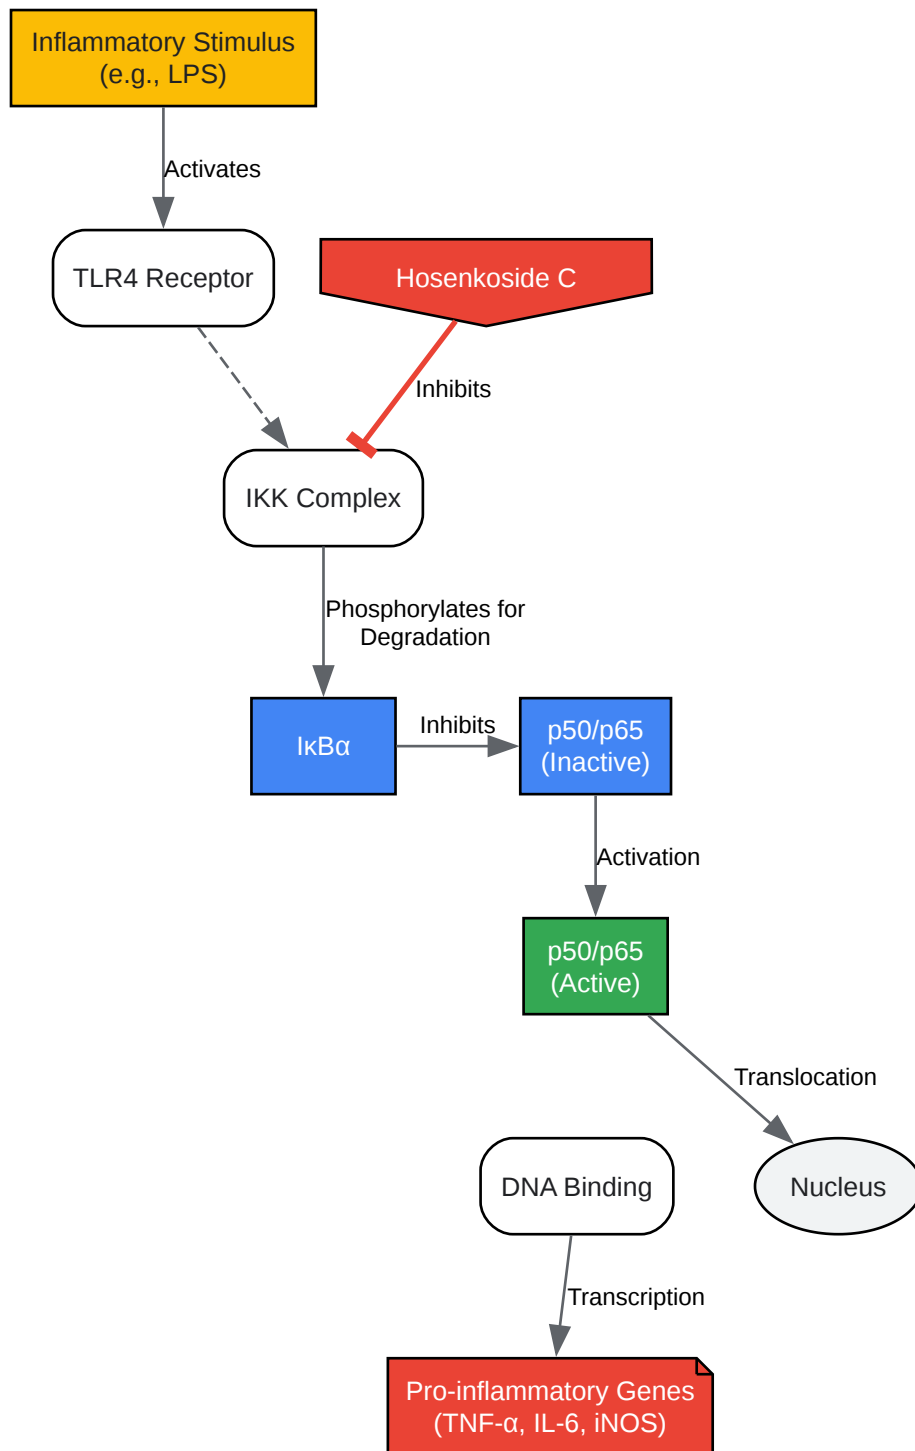 Inflammatory Stimulus
(e.g., LPS)
Activates
TLR4 Receptor
Hosenkoside C
Inhibits
IKK Complex
Phosphorylates for
Degradation
IκBα
Inhibits
p50/p65
(Inactive)
Activation
p50/p65
(Active)
Translocation
DNA Binding
Nucleus
Transcription
Pro-inflammatory Genes
(TNF-α, IL-6, iNOS)